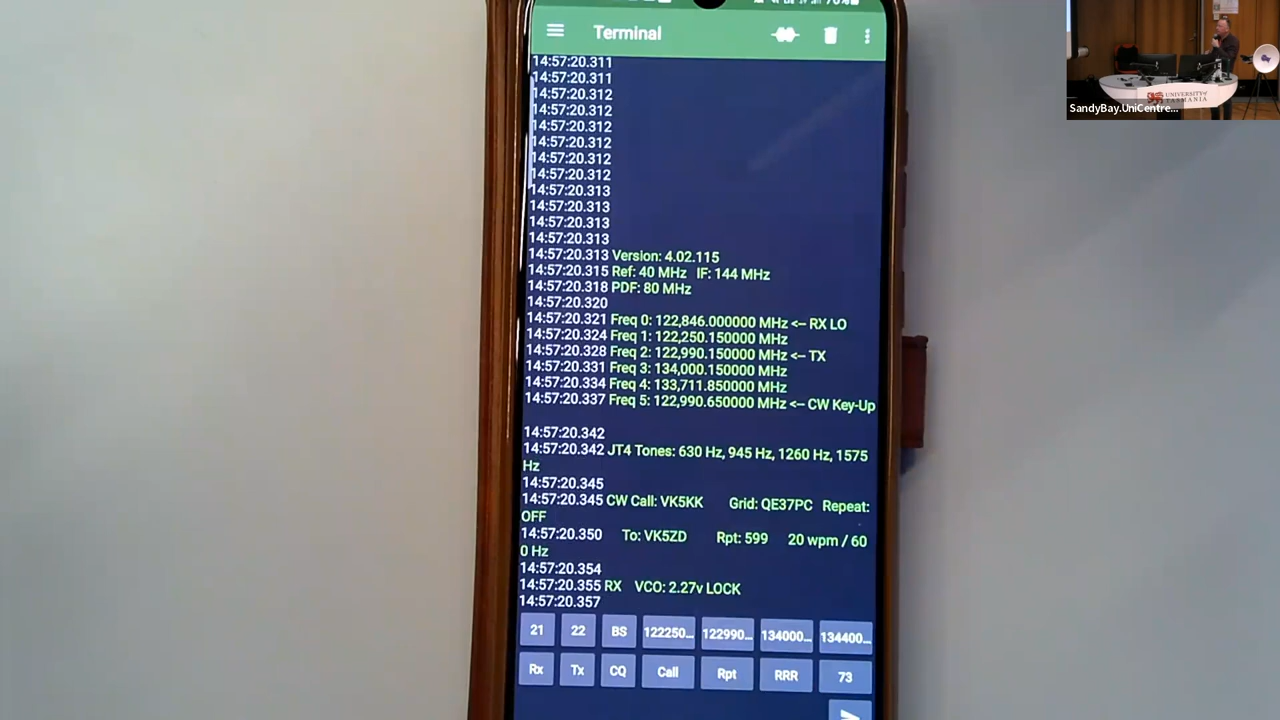 Terminal
14:57:20.311
14:57:20.311
14:57:20.312
14:57:20.312
14:57:20.312
14:57:20.312
14:57:20.312
14:57:20.312
14:57:20.313
14:57:20.313
14:57:20.313
14:57:20.313
14:57:20.313 Version: 4.02.115
14:57:20.315 Ref: 40 MHz IF: 144 MHz
14:57:20.318 PDF: 80 MHz
14:57:20.320
14:57:20.321 Freq 0: 122,846.000000 MHz <-- RX LO
14:57:20.324 Freq 1: 122,250.150000 MHz
14:57:20.328 Freq 2: 122,990.150000 MHz <-- TX
14:57:20.331 Freq 3: 134,000.150000 MHz
14:57:20.334 Freq 4: 133,711.850000 MHz
14:57:20.337 Freq 5: 122,990.650000 MHz <-- CW Key-Up
14:57:20.342
14:57:20.342 JT4 Tones: 630 Hz, 945 Hz, 1260 Hz, 1575
Hz
14:57:20.345
14:57:20.345 CW Call: VK5KK Grid: QE37PC Repeat:
OFF
14:57:20.350 To: VK5ZD Rpt: 599 20 wpm / 60
0 Hz
14:57:20.354
14:57:20.355 RX VCO: 2.27v LOCK
14:57:20.357
21 22 BS 122250... 122990... 134000... 134400...
Rx Tx CQ Call Rpt RRR 73
UNIVERSITY of
TASMANIA
SandyBay.UniCentre...